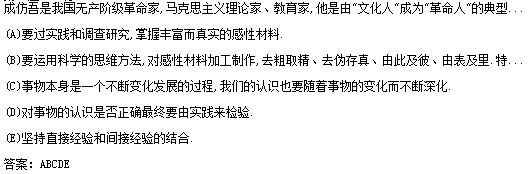 成仿吾是我国无产阶级革命家,马克思主义理论家、教育家,他是由"文化人"成为"革命人"的典型...
(A)要过实践和调查研究,掌握丰富而真实的感性材料.
(B)要运用科学的思维方法,对感性材料加工制作,去粗取精、去伪存真、由此及彼、由表及里.特...
(C)事物本身是一个不断变化发展的过程,我们的认识也要随着事物的变化而不断深化.
(D)对事物的认识是否正确最终要由实践来检验.
(E)坚持直接经验和间接经验的结合.
答案: ABCDE